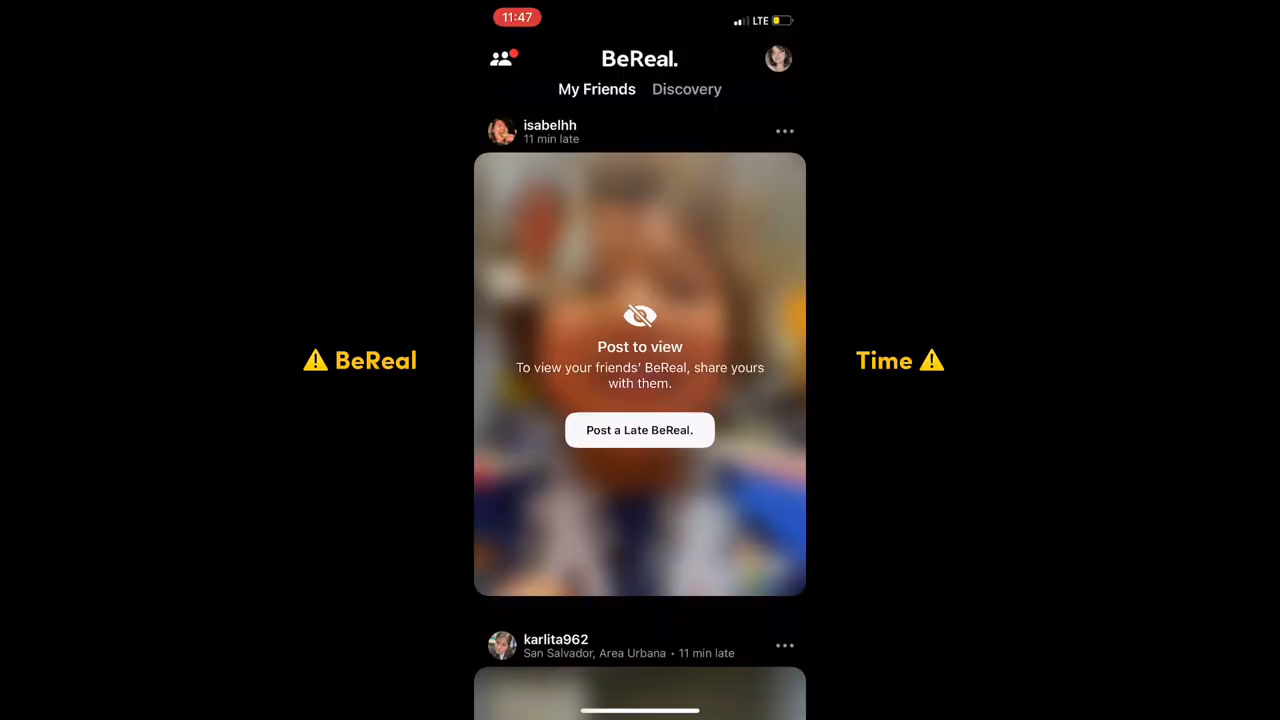 11:47
LTE
BeReal.
My Friends Discovery
isabelhh
11 min late
Post to view
To view your friends’ BeReal, share yours
with them.
Post a Late BeReal.
⚠ BeReal
Time ⚠
karlita962
San Salvador, Area Urbana • 11 min late